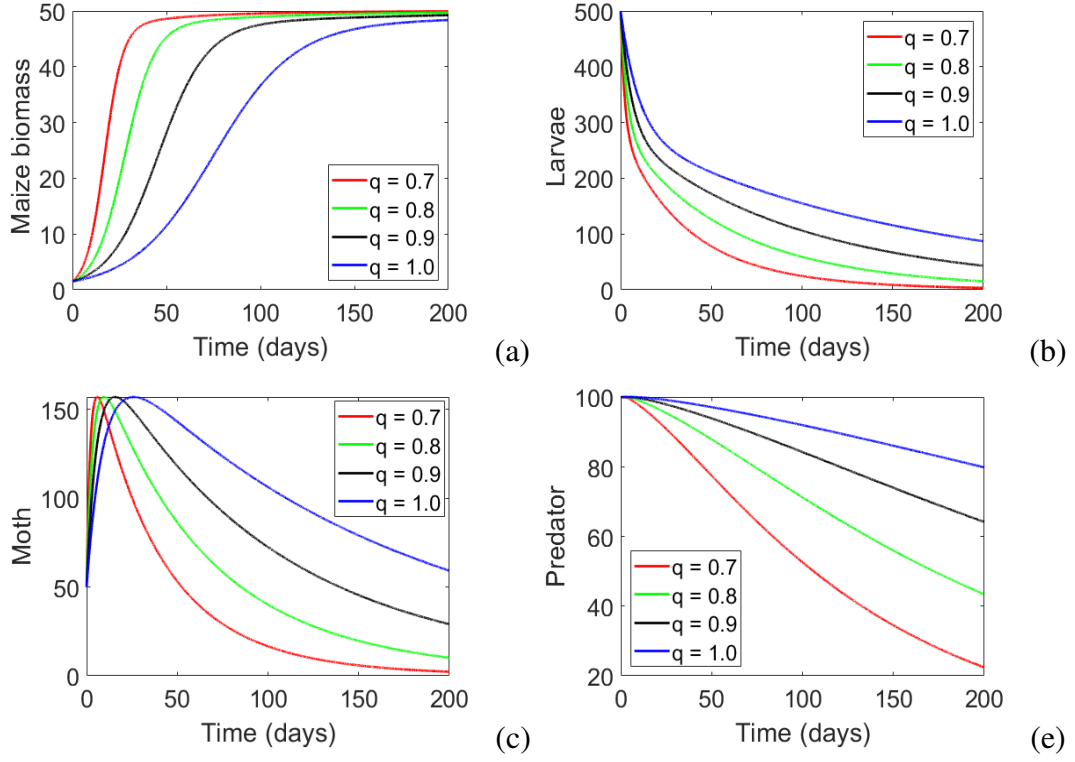 50
40
30
20
10
0
Maize biomass
0 50 100 150 200
Time (days)
q = 0.7
q = 0.8
q = 0.9
q = 1.0
(a)
500
400
300
200
100
0
Larvae
0 50 100 150 200
Time (days)
q = 0.7
q = 0.8
q = 0.9
q = 1.0
(b)
150
100
50
0
Moth
0 50 100 150 200
Time (days)
q = 0.7
q = 0.8
q = 0.9
q = 1.0
(c)
100
80
60
40
20
Predator
0 50 100 150 200
Time (days)
q = 0.7
q = 0.8
q = 0.9
q = 1.0
(e)